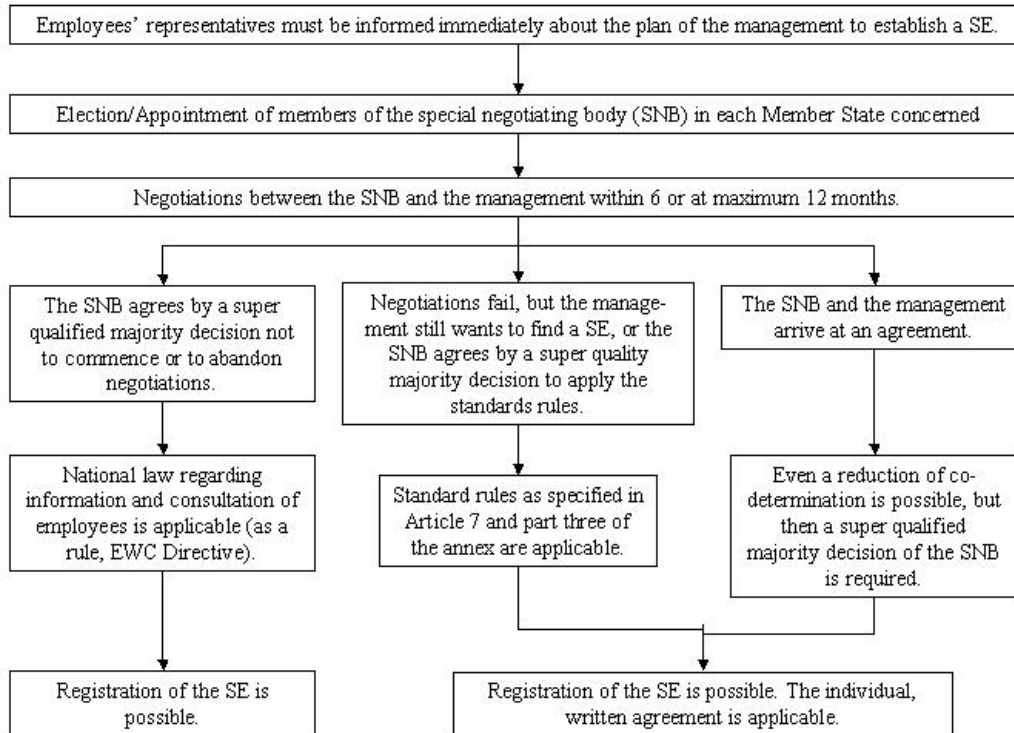 Employees’ representatives must be informed immediately about the plan of the management to establish a SE.
Election/Appointment of members of the special negotiating body (SNB) in each Member State concerned
Negotiations between the SNB and the management within 6 or at maximum 12 months.
The SNB agrees by a super
qualified majority decision not
to commence or to abandon
negotiations.
Negotiations fail, but the manage-
ment still wants to find a SE, or the
SNB agrees by a super quality
majority decision to apply the
standards rules.
The SNB and the management
arrive at an agreement.
National law regarding
information and consultation of
employees is applicable (as a
rule, EWC Directive).
Standard rules as specified in
Article 7 and part three of
the annex are applicable.
Even a reduction of co-
determination is possible, but
then a super qualified
majority decision of the SNB
is required.
Registration of the SE is
possible.
Registration of the SE is possible. The individual,
written agreement is applicable.